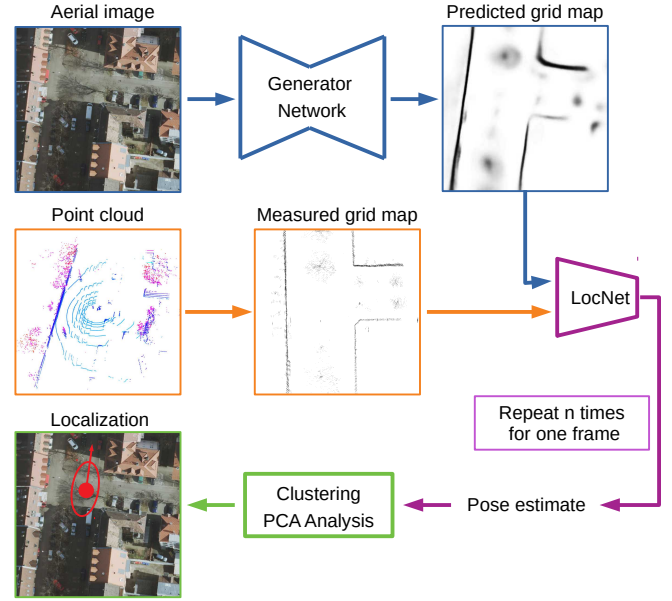 Aerial image
Predicted grid map
Generator
Network
Point cloud
Measured grid map
LocNet
Repeat n times
for one frame
Localization
Clustering
PCA Analysis
Pose estimate